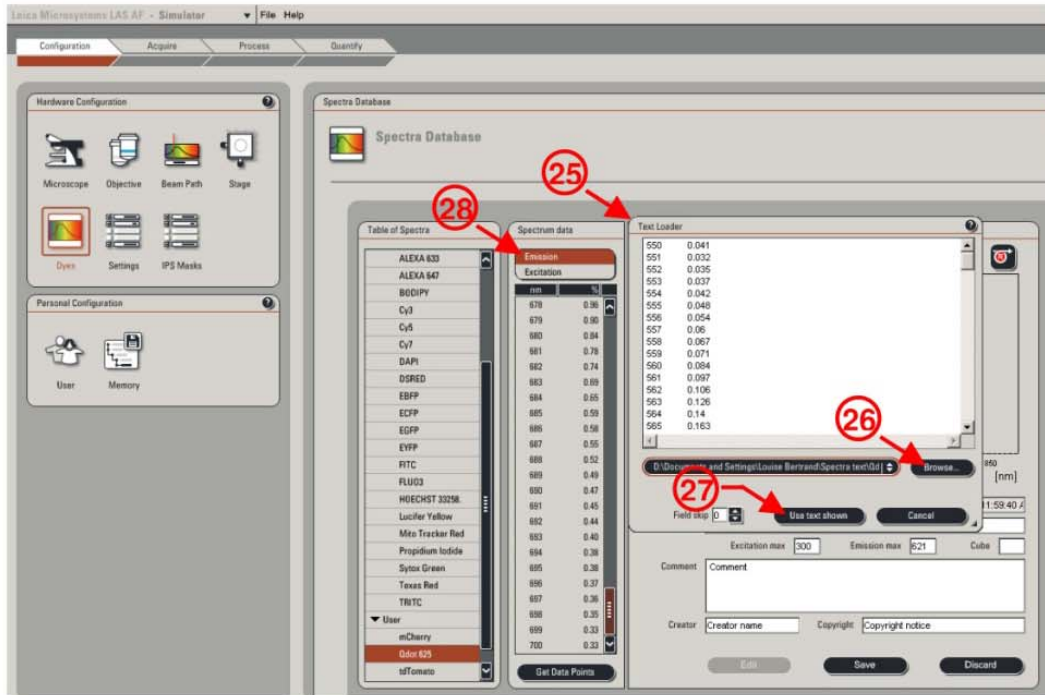 Leica Microsystems LAS AF - Simulator File Help
Configuration Acquire Process Quantify
Hardware Configuration
Microscope Objective Beam Path Stage
Dyes Settings IPS Masks
Personal Configuration
User Memory
Spectra Database
Spectra Database
25
28
26
27
Table of Spectra
ALEXA 633
ALEXA 647
BODIPY
Cy3
Cy5
Cy7
DAPI
DSRED
EBFP
ECFP
EGFP
EYFP
FITC
FLUO3
HOECHST 33258.
Lucifer Yellow
Mito Tracker Red
Propidium Iodide
Sytox Green
Texas Red
TRITC
User
mCherry
Qdot 625
tdTomato
Spectrum data
Emission
Excitation
nm %
678 0.96
679 0.90
680 0.84
681 0.78
682 0.74
683 0.69
684 0.65
685 0.59
686 0.58
687 0.55
688 0.52
689 0.49
690 0.47
691 0.45
692 0.44
693 0.40
694 0.38
695 0.38
696 0.37
697 0.36
698 0.35
699 0.33
700 0.33
Get Data Points
Text Loader
550 0.041
551 0.032
552 0.035
553 0.037
554 0.042
555 0.048
556 0.054
557 0.06
558 0.067
559 0.071
560 0.084
561 0.097
562 0.106
563 0.126
564 0.14
565 0.163
D:\Documents and Settings\Louise Bertrand\Spectra text\Qd Browse...
Field skip 0 Use text shown Cancel
850
[nm]
11:59:40
Excitation max 300 Emission max 621 Cube
Comment Comment
Creator Creator name Copyright Copyright notice
Edit Save Discard